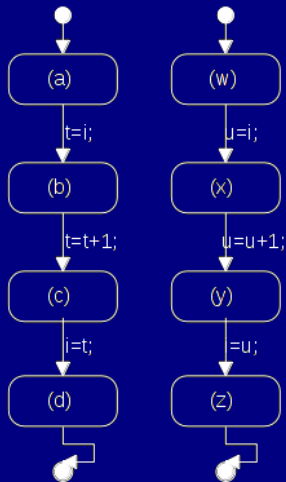 (a) (w)
t=i; u=i;
(b) (x)
t=t+1; u=u+1;
(c) (y)
i=t; i=u;
(d) (z)